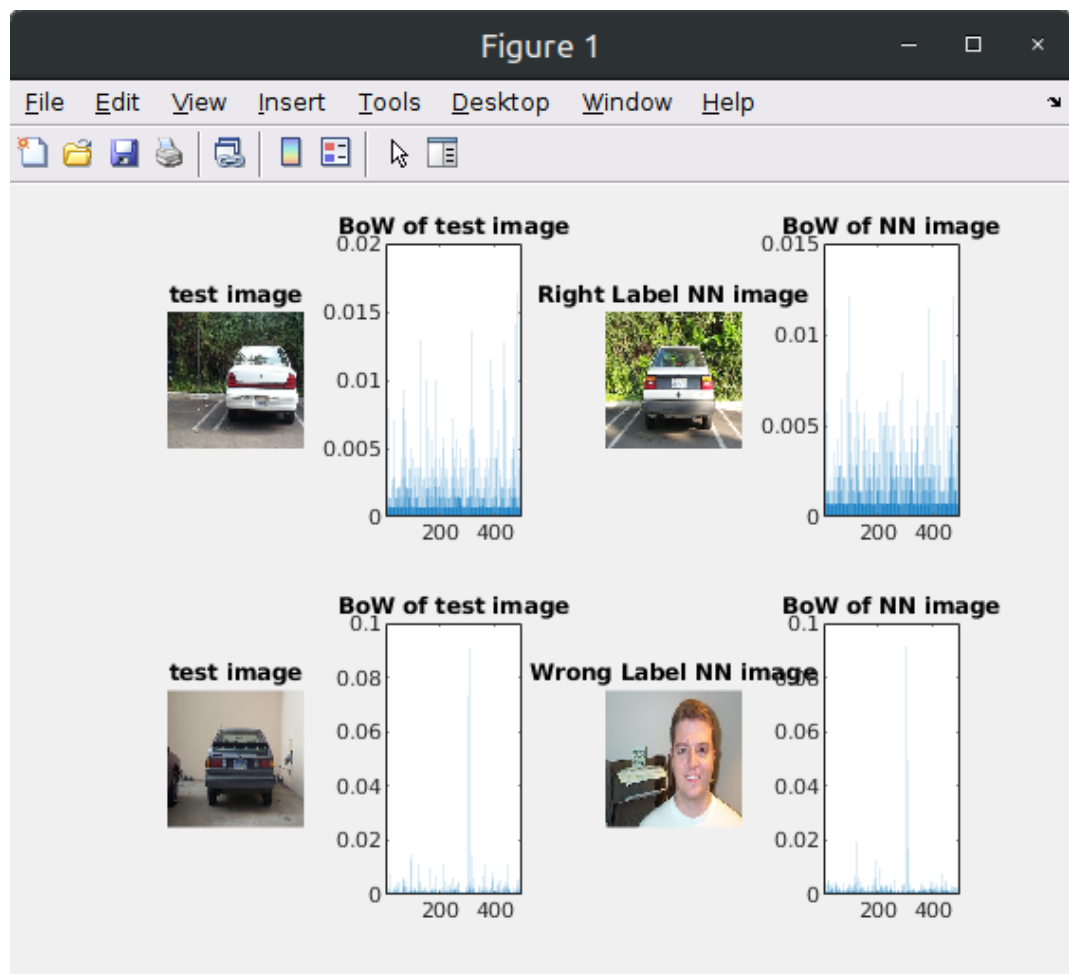 Figure 1
File Edit View Insert Tools Desktop Window Help
BoW of test image
BoW of NN image
0.02
0.015
test image
Right Label NN image
0.015
0.01
0.01
0.005
0.005
0
0
200 400
200 400
BoW of test image
BoW of NN image
0.1
0.1
test image
Wrong Label NN image
0.08
0.08
0.06
0.06
0.04
0.04
0.02
0.02
0
0
200 400
200 400